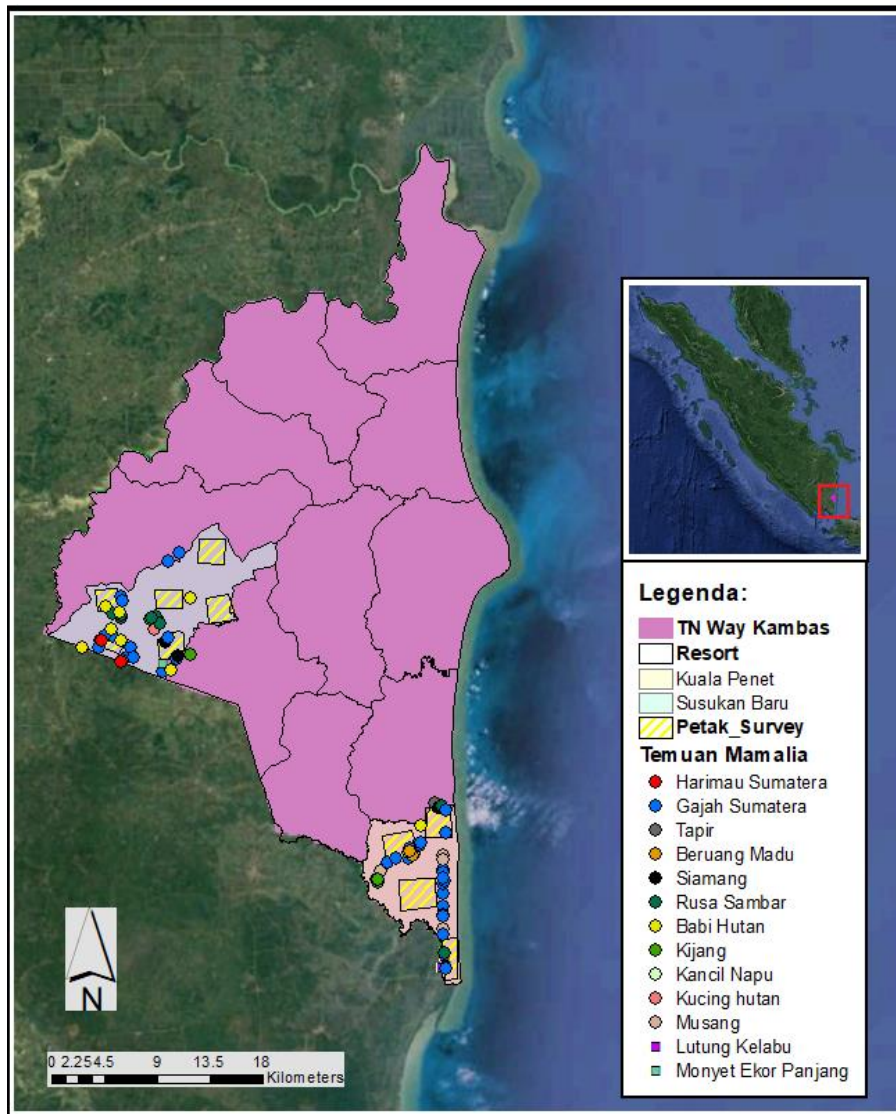 Legenda:
TN Way Kambas
Resort
Kuala Penet
Susukan Baru
Petak_Survey
Temuan Mamalia
Harimau Sumatera
Gajah Sumatera
Tapir
Beruang Madu
Siamang
Rusa Sambar
Babi Hutan
Kijang
Kancil Napu
Kucing hutan
Musang
Lutung Kelabu
Monyet Ekor Panjang
N
0 2.254.5 9 13.5 18
Kilometers